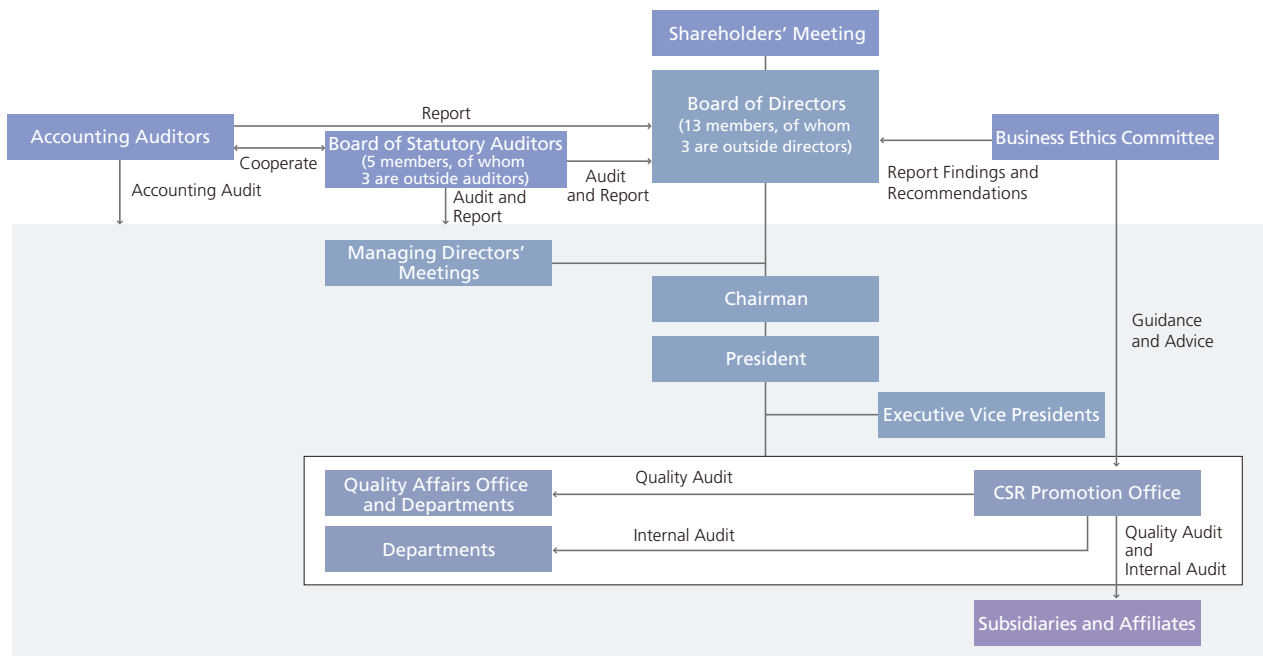 Shareholders' Meeting
Board of Directors
(13 members, of whom
3 are outside directors)
Report
Accounting Auditors
Board of Statutory Auditors
(5 members, of whom
3 are outside auditors)
Business Ethics Committee
Cooperate
Audit
and Report
Report Findings and
Recommendations
Accounting Audit
Audit and
Report
Managing Directors'
Meetings
Chairman
Guidance
and Advice
President
Executive Vice Presidents
Quality Affairs Office
and Departments
Quality Audit
CSR Promotion Office
Departments
Internal Audit
Quality Audit
and
Internal Audit
Subsidiaries and Affiliates